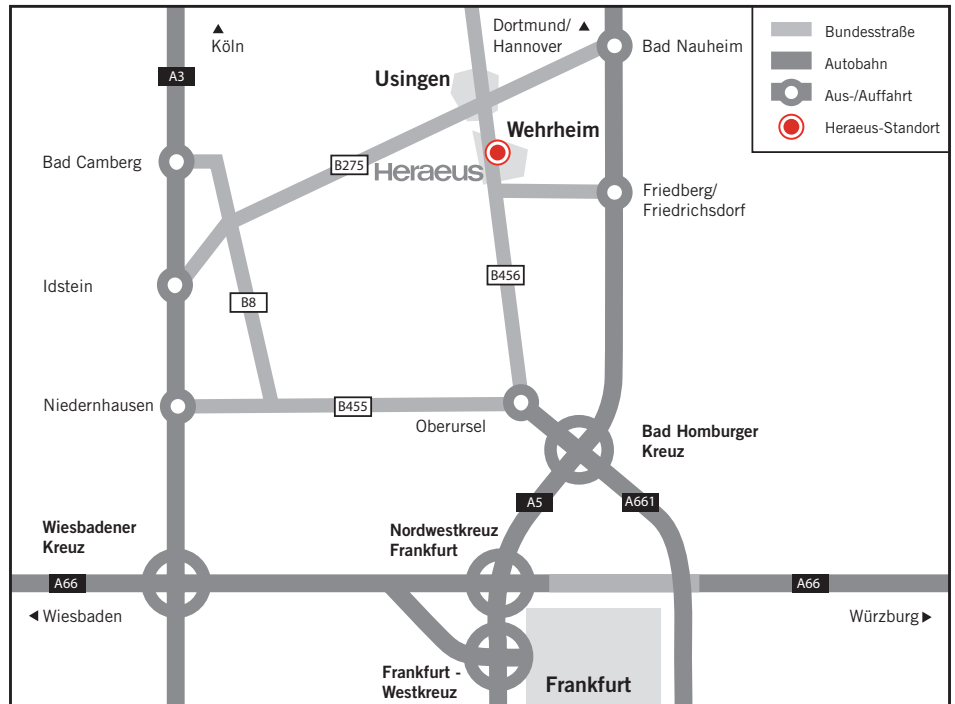 Dortmund/
Hannover
Köln
Bad Nauheim
Bundesstraße
Autobahn
Aus-/Auffahrt
Heraeus-Standort
A3
Usingen
Wehrheim
Bad Camberg
B275
Heraeus
Friedberg/
Friedrichsdorf
B456
Idstein
B8
Niedernhausen
B455
Oberursel
Bad Homburger
Kreuz
A5
A661
Wiesbadener
Kreuz
Nordwestkreuz
Frankfurt
A66
A66
Wiesbaden
Würzburg
Frankfurt -
Westkreuz
Frankfurt